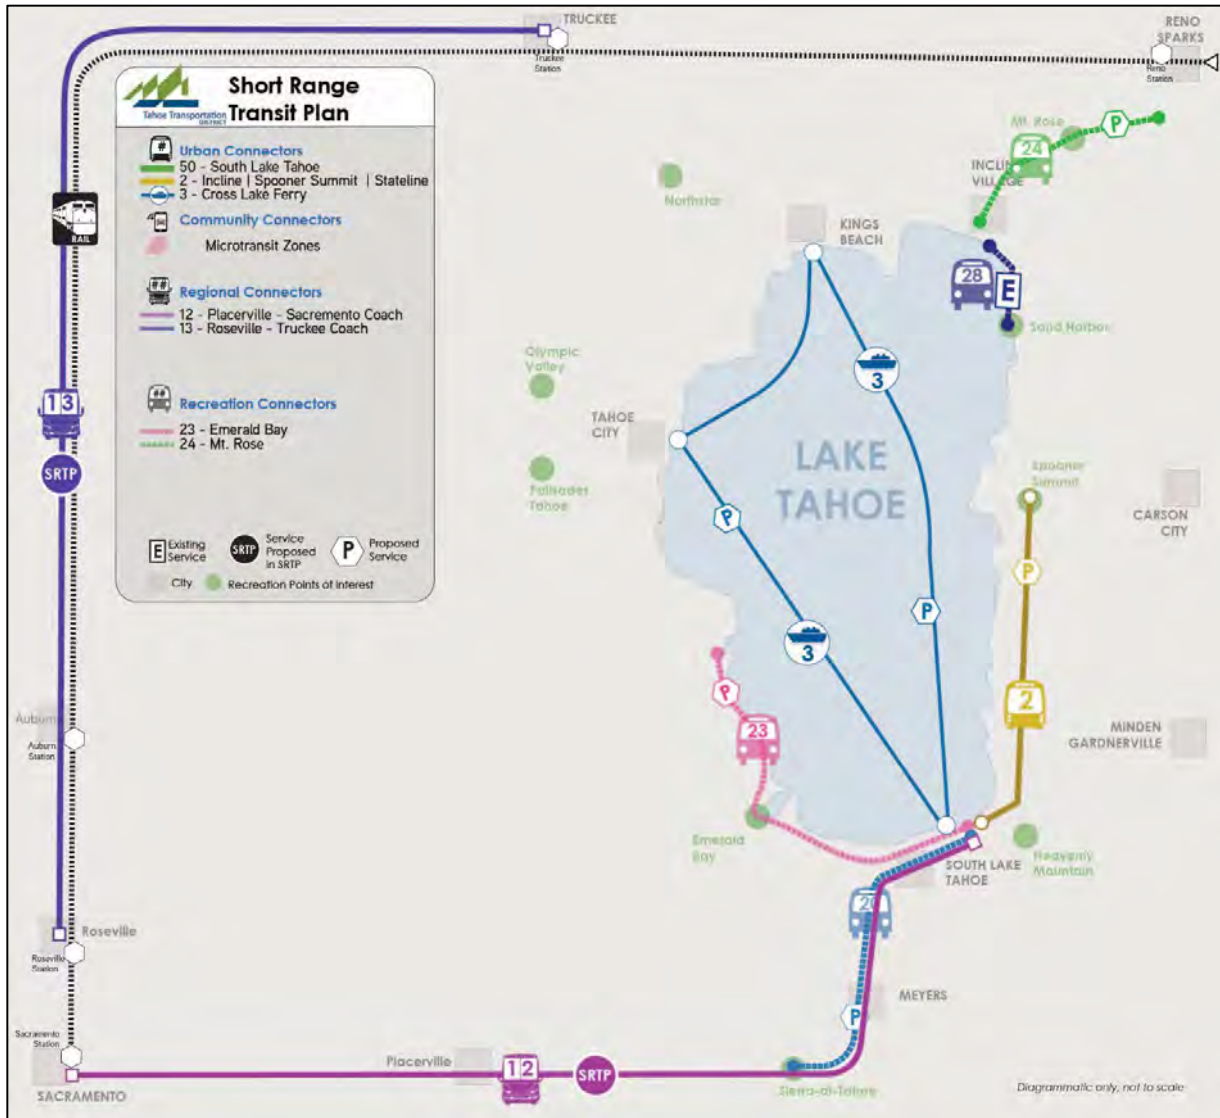 TRUCKEE
Truckee
Station
RENO
SPARKS
Reno
Station
Tahoe Transportation
DISTRICT
Short Range
Transit Plan
#
Urban Connectors
50 - South Lake Tahoe
2 - Incline | Spooner Summit | Stateline
3 - Cross Lake Ferry
Community Connectors
Microtransit Zones
##
Regional Connectors
12 - Placerville - Sacramento Coach
13 - Roseville - Truckee Coach
##
Recreation Connectors
23 - Emerald Bay
24 - Mt. Rose
E Existing
Service
SRTP Service
Proposed
in SRTP
P Proposed
Service
City
Recreation Points of Interest
RAIL
13
SRTP
Mt. Rose
P
24
INCLINE
VILLAGE
Northstar
KINGS
BEACH
28
E
Sand Harbor
Olympic
Valley
3
TAHOE
CITY
LAKE
TAHOE
Palisades
Tahoe
Spooner
Summit
CARSON
CITY
P
P
P
3
P
2
23
MINDEN
GARDNERVILLE
Auburn
Auburn
Station
Emerald
Bay
Heavenly
Mountain
SOUTH LAKE
TAHOE
Roseville
Roseville
Station
MEYERS
P
Sacramento
Station
SACRAMENTO
Placerville
12
SRTP
Sierra-at-Tahoe
Diagrammatic only, not to scale